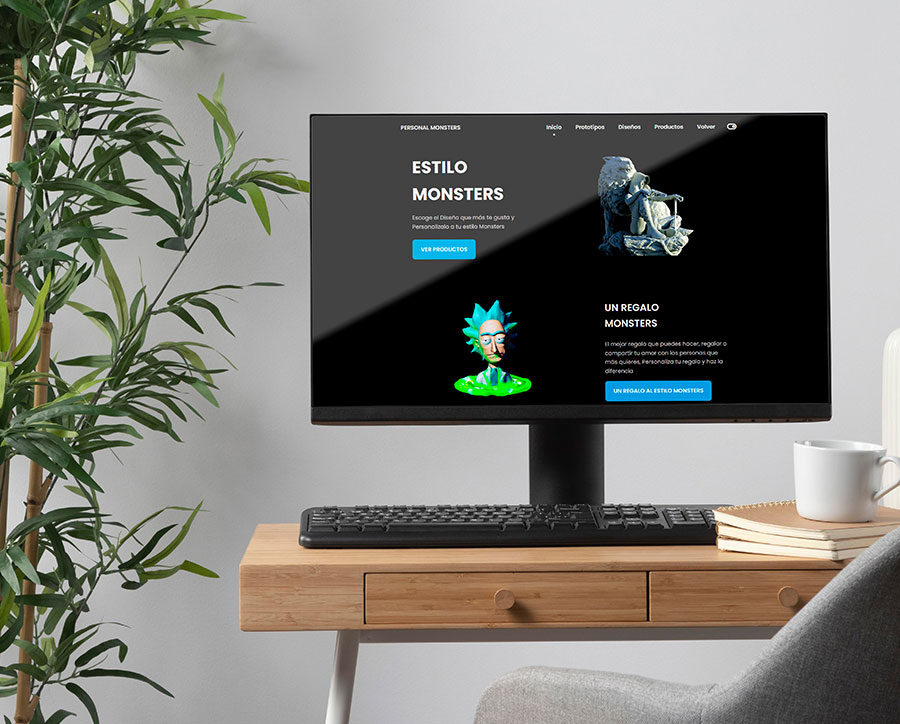 PERSONAL MONSTERS
Inicio Prototipos Diseños Productos Volver
ESTILO
MONSTERS
Escoge el Diseño que más te gusta y
Personalízalo a tu estilo Monsters
VER PRODUCTOS
UN REGALO
MONSTERS
El mejor regalo que puedes hacer, regalar o
compartir tu amor con las personas que
más quieres, Personaliza tu regalo y haz la
diferencia
UN REGALO AL ESTILO MONSTERS